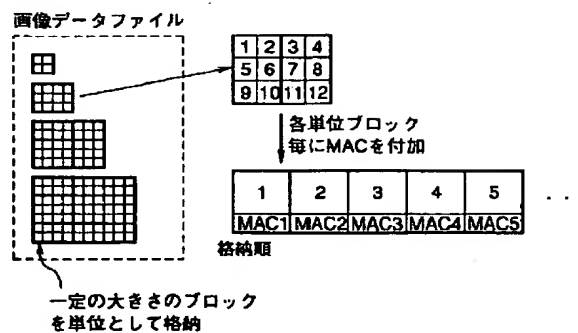 画像データファイル
1 2 3 4
5 6 7 8
9 10 11 12
各単位ブロック
毎にMACを付加
1 2 3 4 5 ・・
MAC1 MAC2 MAC3 MAC4 MAC5
格納順
一定の大きさのブロック
を単位として格納